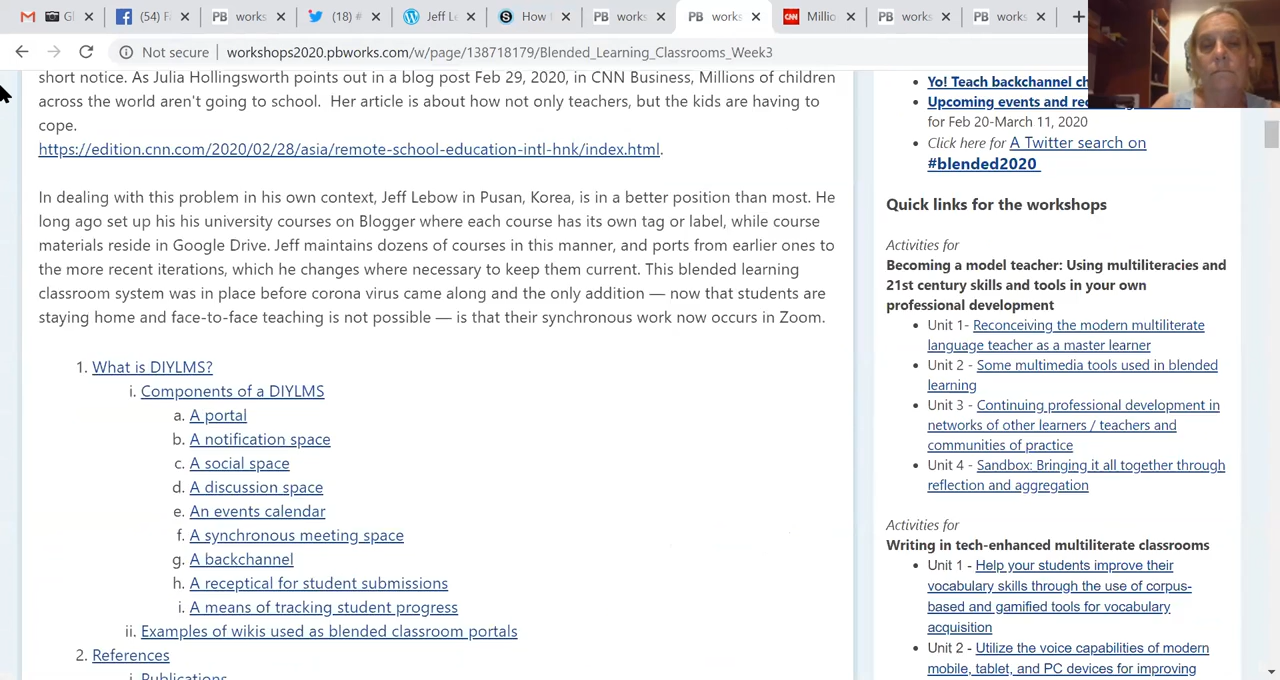 (54) F
works
(18) #
Jeff L
How
works
works
Millio
works
works
Not secure
workshops2020.pbworks.com/w/page/138718179/Blended_Learning_Classrooms_Week3
short notice. As Julia Hollingsworth points out in a blog post Feb 29, 2020, in CNN Business, Millions of children
across the world aren't going to school. Her article is about how not only teachers, but the kids are having to
cope.
https://edition.cnn.com/2020/02/28/asia/remote-school-education-intl-hnk/index.html.
In dealing with this problem in his own context, Jeff Lebow in Pusan, Korea, is in a better position than most. He
long ago set up his his university courses on Blogger where each course has its own tag or label, while course
materials reside in Google Drive. Jeff maintains dozens of courses in this manner, and ports from earlier ones to
the more recent iterations, which he changes where necessary to keep them current. This blended learning
classroom system was in place before corona virus came along and the only addition — now that students are
staying home and face-to-face teaching is not possible — is that their synchronous work now occurs in Zoom.
1. What is DIYLMS?
i. Components of a DIYLMS
a. A portal
b. A notification space
c. A social space
d. A discussion space
e. An events calendar
f. A synchronous meeting space
g. A backchannel
h. A receptical for student submissions
i. A means of tracking student progress
ii. Examples of wikis used as blended classroom portals
2. References
i. Publications
Yo! Teach backchannel
Upcoming events and
for Feb 20-March 11, 2020
Click here for A Twitter search on
#blended2020
Quick links for the workshops
Activities for
Becoming a model teacher: Using multiliteracies and
21st century skills and tools in your own
professional development
Unit 1- Reconceiving the modern multiliterate
language teacher as a master learner
Unit 2 - Some multimedia tools used in blended
learning
Unit 3 - Continuing professional development in
networks of other learners / teachers and
communities of practice
Unit 4 - Sandbox: Bringing it all together through
reflection and aggregation
Activities for
Writing in tech-enhanced multiliterate classrooms
Unit 1 - Help your students improve their
vocabulary skills through the use of corpus-
based and gamified tools for vocabulary
acquisition
Unit 2 - Utilize the voice capabilities of modern
mobile, tablet, and PC devices for improving